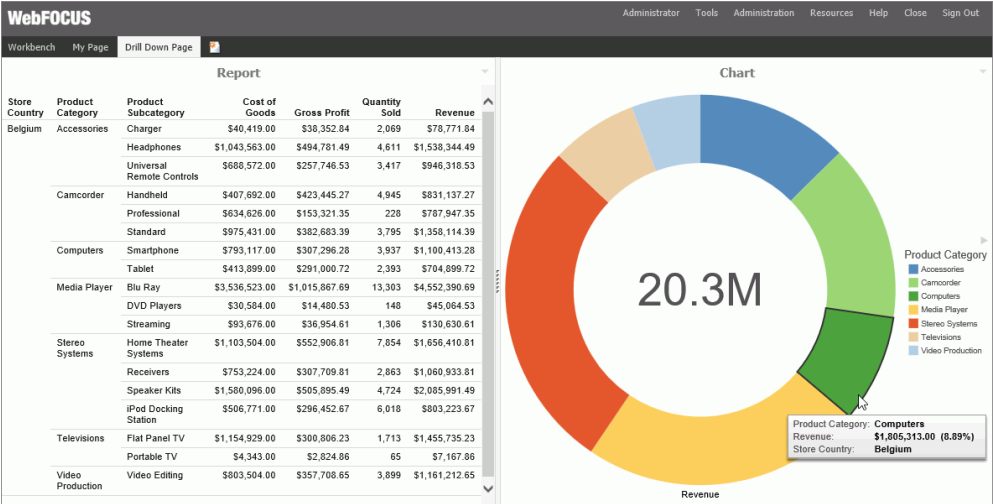 WebFOCUS
Administrator Tools Administration Resources Help Close Sign Out
Workbench My Page Drill Down Page
Report
Store Country Product Category Product Subcategory Cost of Goods Gross Profit Quantity Sold Revenue
Belgium Accessories Charger $40,419.00 $38,352.84 2,069 $78,771.84
Headphones $1,043,563.00 $494,781.49 4,611 $1,538,344.49
Universal Remote Controls $688,572.00 $257,746.53 3,417 $946,318.53
Camcorder Handheld $407,692.00 $423,445.27 4,945 $831,137.27
Professional $634,626.00 $153,321.35 228 $787,947.35
Standard $975,431.00 $382,683.39 3,795 $1,358,114.39
Computers Smartphone $793,117.00 $307,296.28 3,937 $1,100,413.28
Tablet $413,899.00 $291,000.72 2,393 $704,899.72
Media Player Blu Ray $3,536,523.00 $1,015,867.69 13,303 $4,552,390.69
DVD Players $30,584.00 $14,480.53 148 $45,064.53
Streaming $93,676.00 $36,954.61 1,306 $130,630.61
Stereo Systems Home Theater Systems $1,103,504.00 $552,906.81 7,854 $1,656,410.81
Receivers $753,224.00 $307,709.81 2,863 $1,060,933.81
Speaker Kits $1,580,096.00 $505,895.49 4,724 $2,085,991.49
iPod Docking Station $506,771.00 $296,452.67 6,018 $803,223.67
Televisions Flat Panel TV $1,154,929.00 $300,806.23 1,713 $1,455,735.23
Portable TV $4,343.00 $2,824.86 65 $7,167.86
Video Production Video Editing $803,504.00 $357,708.65 3,899 $1,161,212.65
Chart
20.3M
Product Category
Accessories
Camcorder
Computers
Media Player
Stereo Systems
Televisions
Video Production
Product Category: Computers
Revenue: $1,805,313.00 (8.89%)
Store Country: Belgium
Revenue